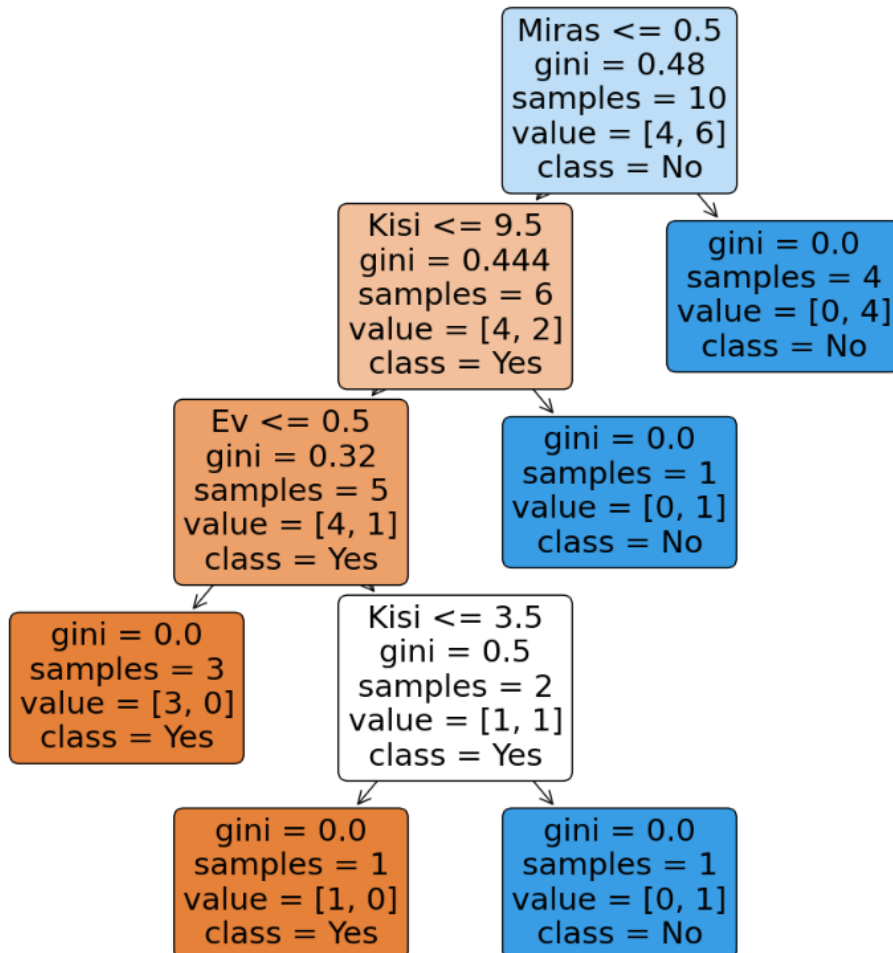 Miras <= 0.5
gini = 0.48
samples = 10
value = [4, 6]
class = No
Kisi <= 9.5
gini = 0.444
samples = 6
value = [4, 2]
class = Yes
gini = 0.0
samples = 4
value = [0, 4]
class = No
Ev <= 0.5
gini = 0.32
samples = 5
value = [4, 1]
class = Yes
gini = 0.0
samples = 1
value = [0, 1]
class = No
gini = 0.0
samples = 3
value = [3, 0]
class = Yes
Kisi <= 3.5
gini = 0.5
samples = 2
value = [1, 1]
class = Yes
gini = 0.0
samples = 1
value = [1, 0]
class = Yes
gini = 0.0
samples = 1
value = [0, 1]
class = No